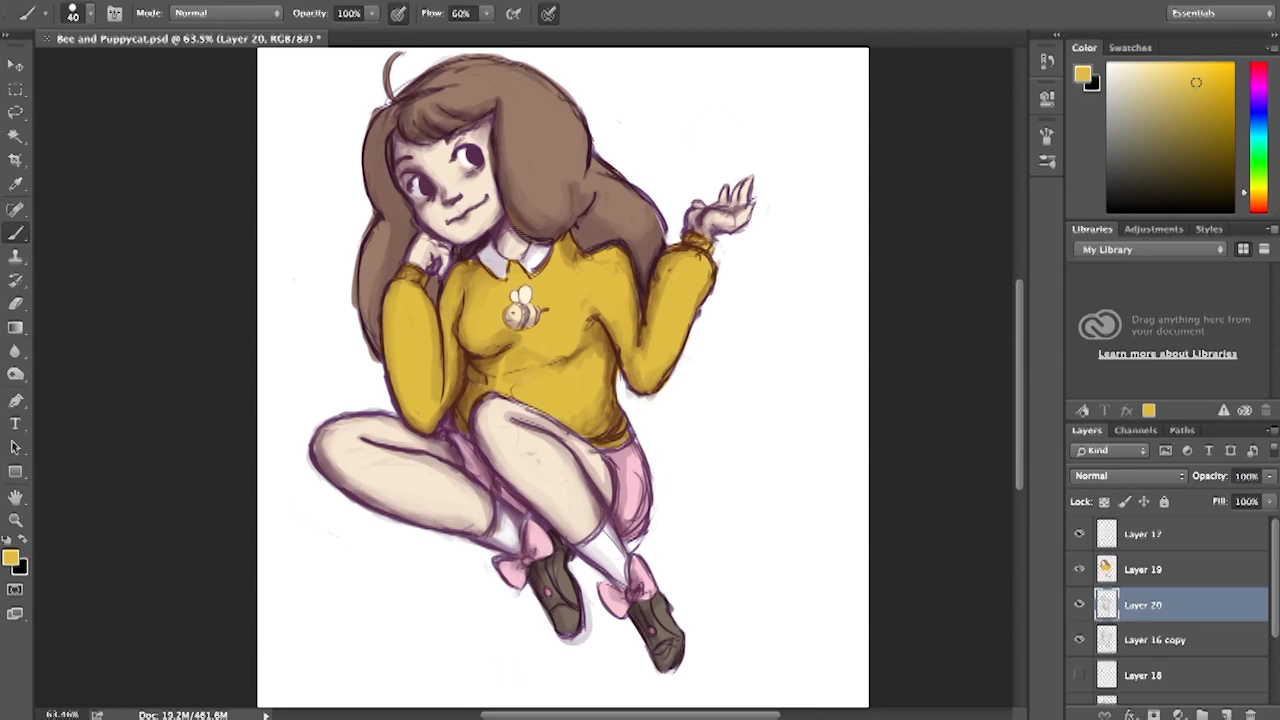 40 Mode: Normal Opacity: 100% Flow: 60% Essentials
Bee and Puppycat.psd @ 63.5% (Layer 20, RGB/8#) *
Color Swatches
Libraries Adjustments Styles
My Library
Drag anything here from
your document
Learn more about Libraries
Layers Channels Paths
Kind
Normal Opacity: 100%
Lock: Fill: 100%
Layer 17
Layer 19
Layer 20
Layer 16 copy
Layer 18
63.46% Doc: 19.2M/481.6M